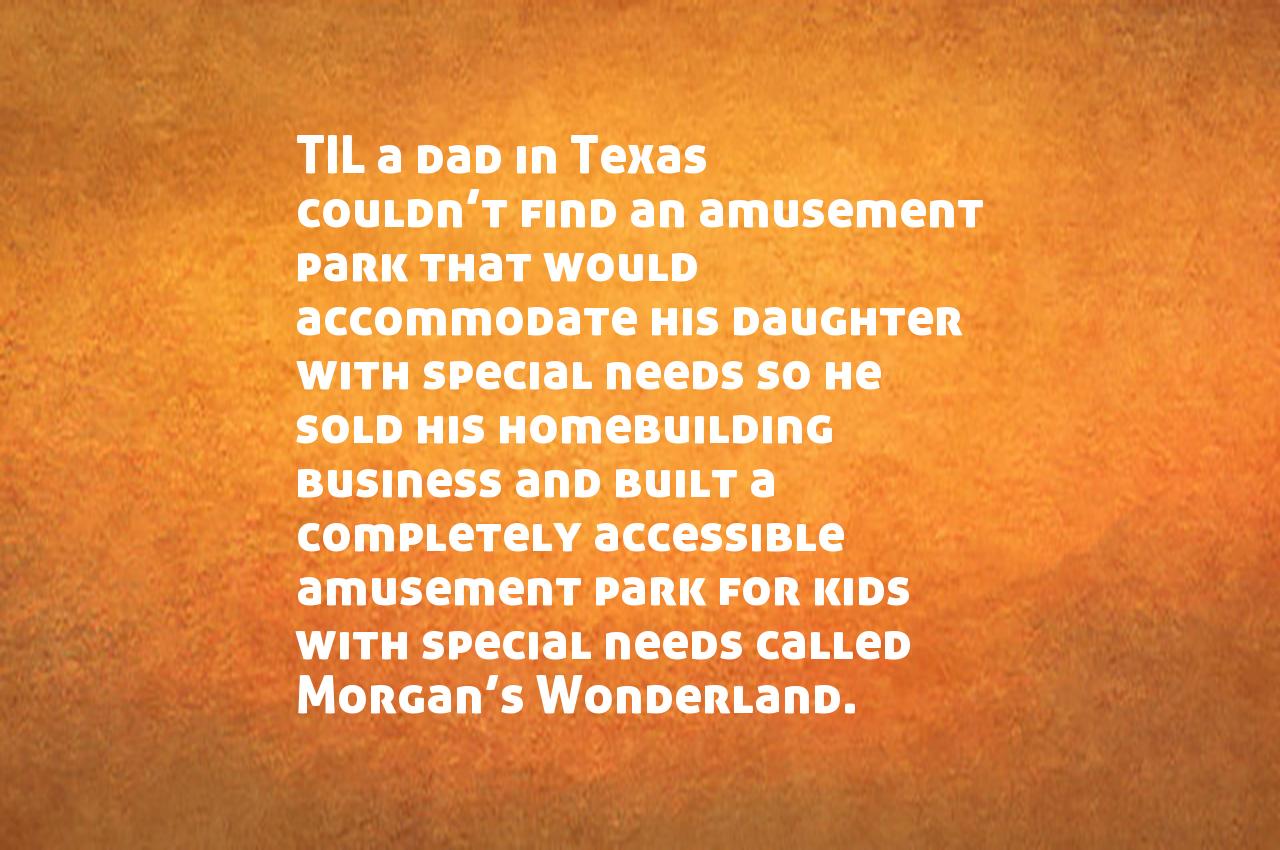 TIL a dad in Texas
couldn't find an amusement
park that would
accommodate his daughter
with special needs so he
sold his homebuilding
business and built a
completely accessible
amusement park for kids
with special needs called
Morgan's Wonderland.